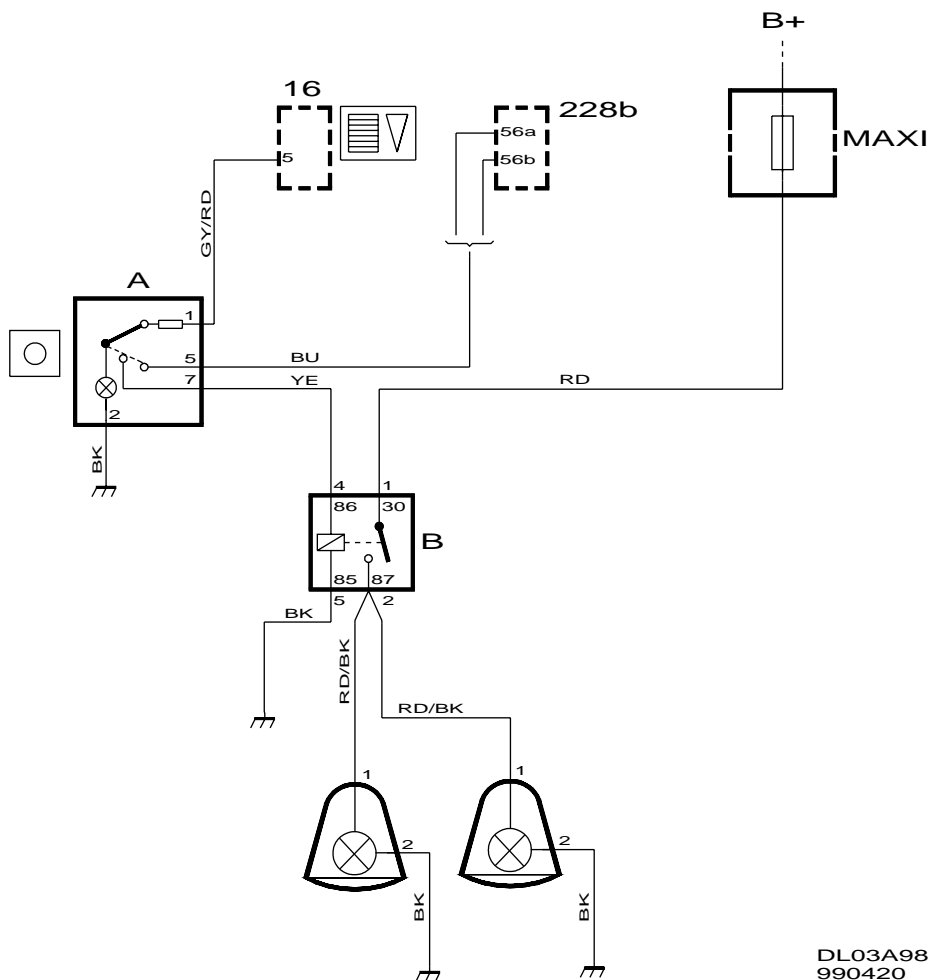 B+
16
228b
MAXI
5
56a
56b
GY/RD
A
1
5
BU
7
YE
RD
2
BK
4
1
86
30
B
85
87
5
2
BK
RD/BK
RD/BK
1
1
2
2
BK
BK
DL03A98
990420